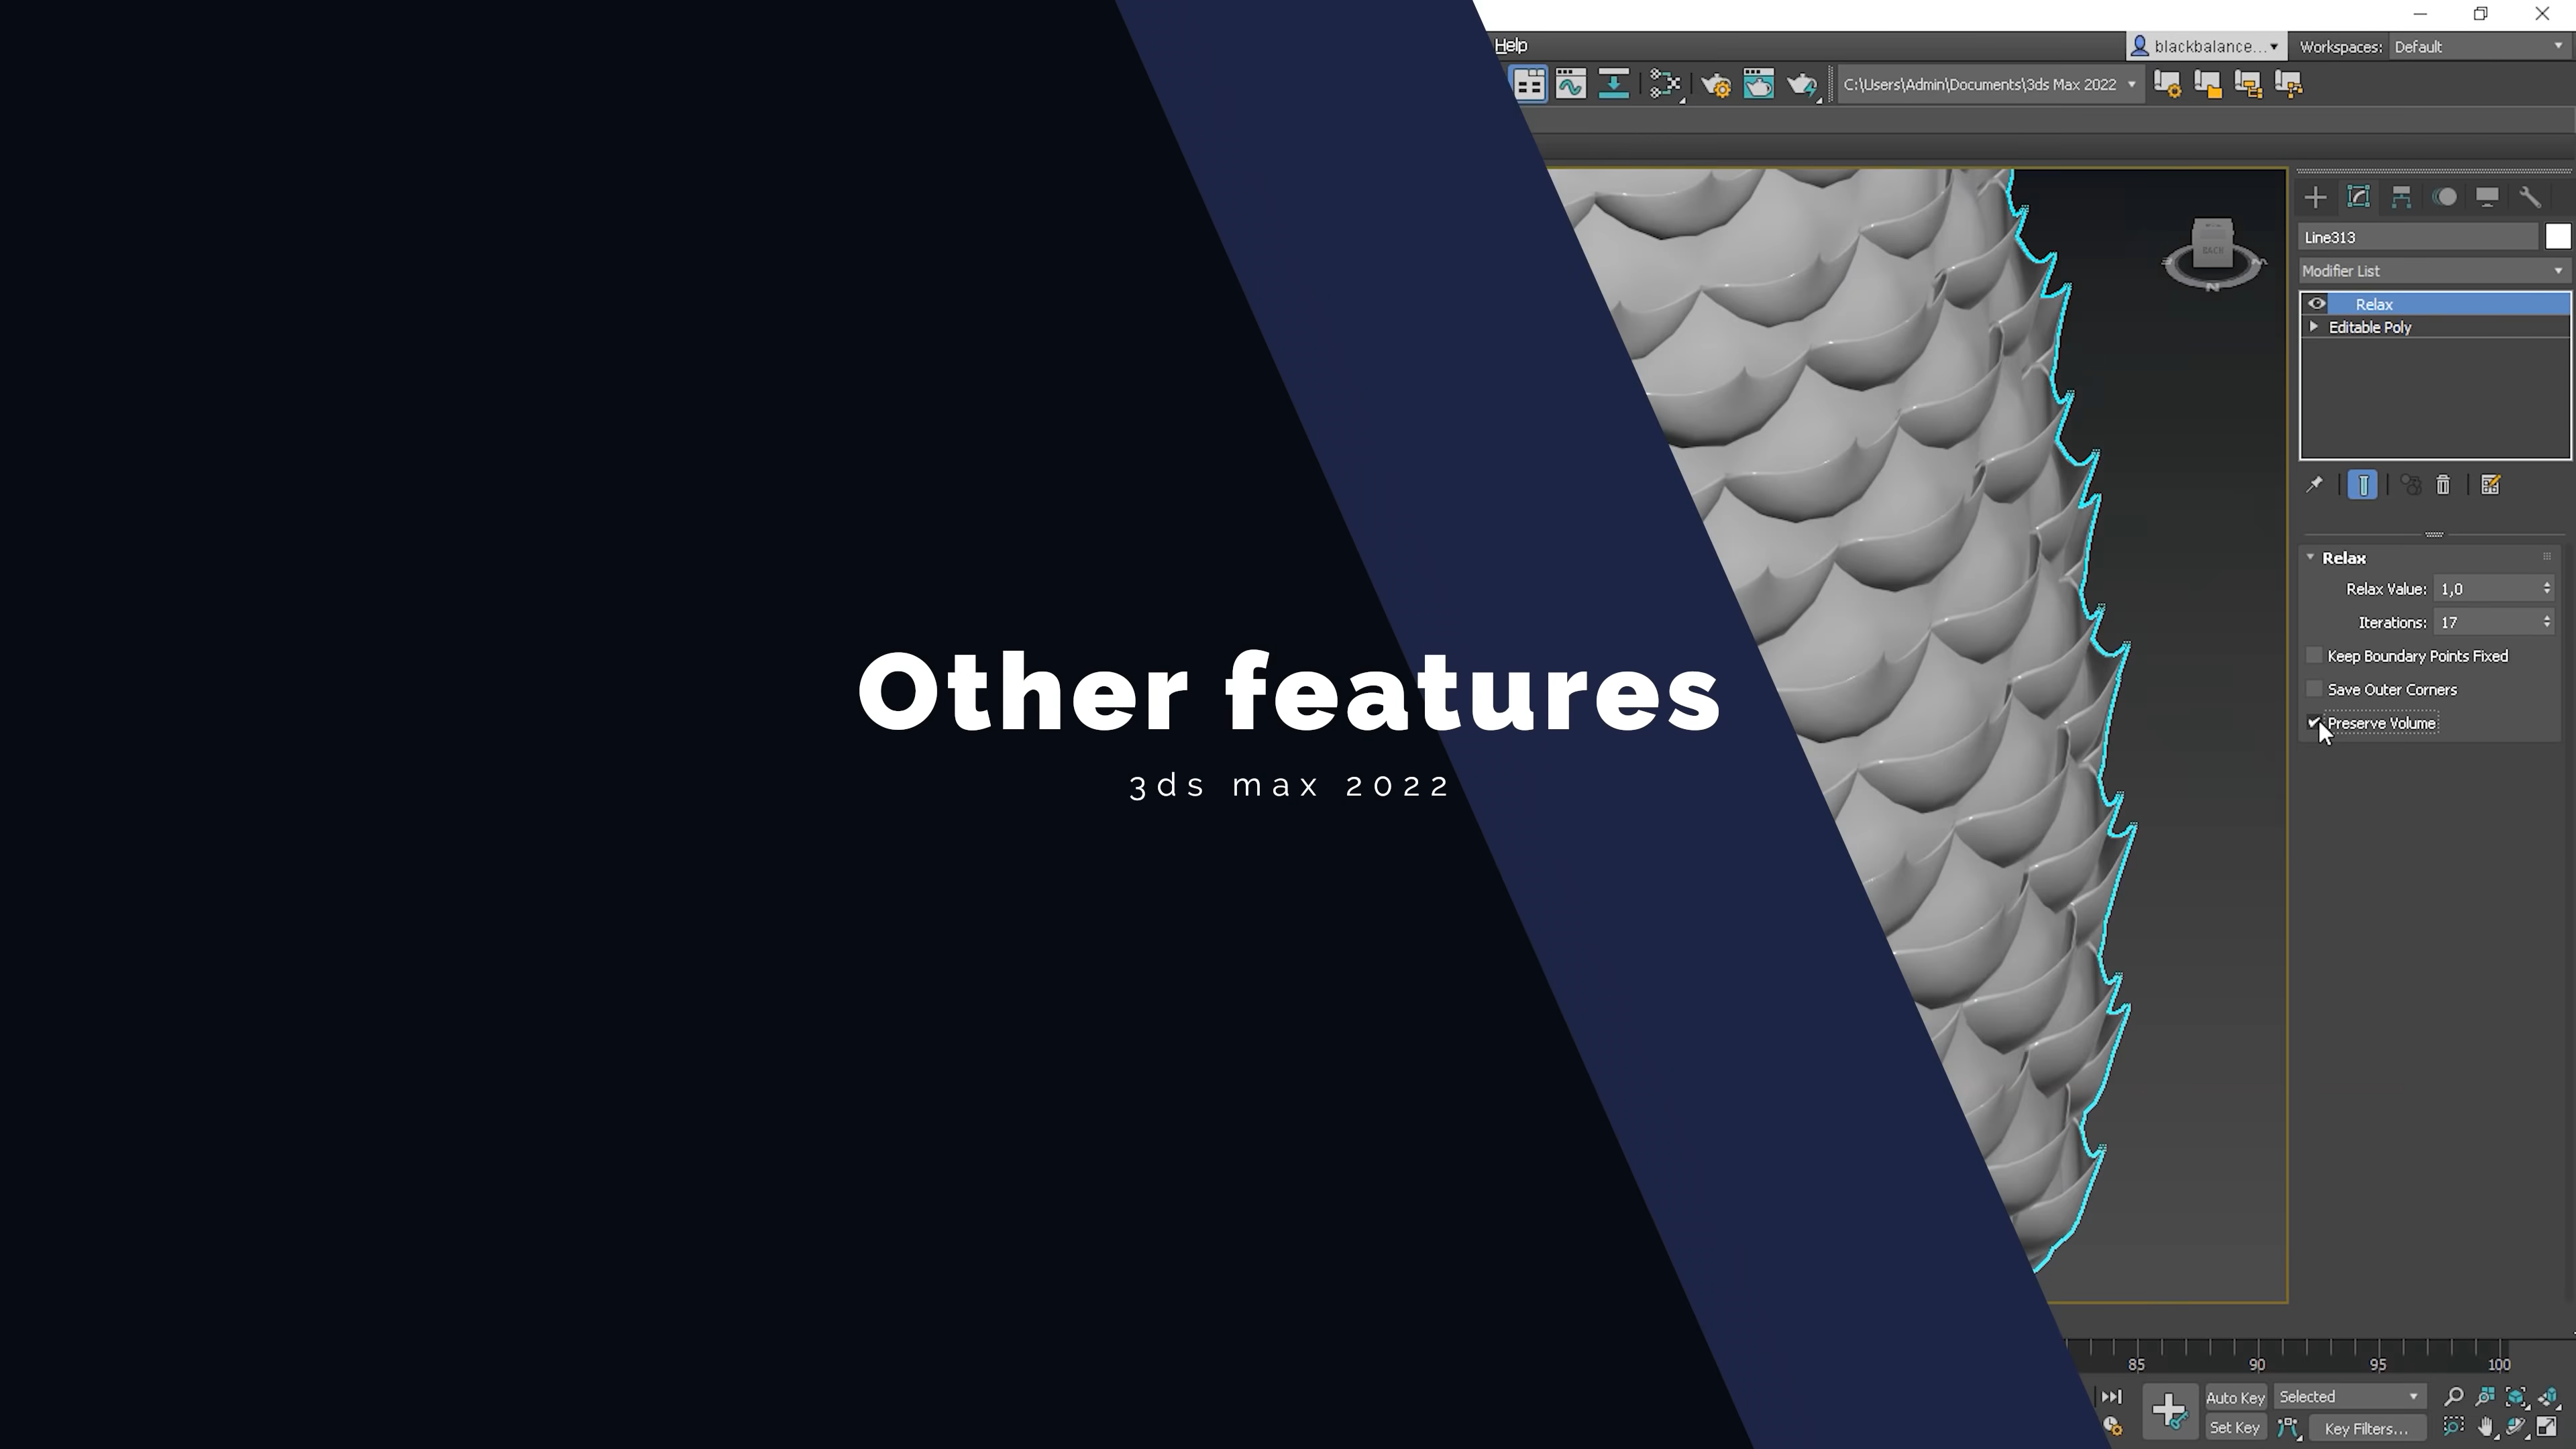 Help
blackbalance...
Workspaces: Default
C:\Users\Admin\Documents\3ds Max 2022
BACK
N
Line313
Modifier List
Relax
Editable Poly
Relax
Relax Value: 1,0
Iterations: 17
Keep Boundary Points Fixed
Save Outer Corners
Preserve Volume
Other features
3ds max 2022
85 90 95 100
Auto Key Selected
Set Key Key Filters...